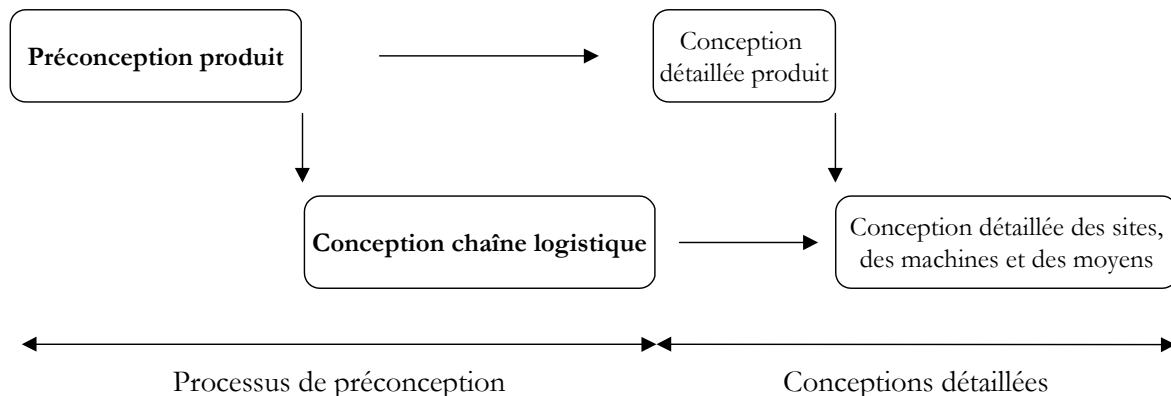 Préconception produit
Conception
détaillée produit
Conception chaîne logistique
Conception détaillée des sites,
des machines et des moyens
Processus de préconception
Conceptions détaillées